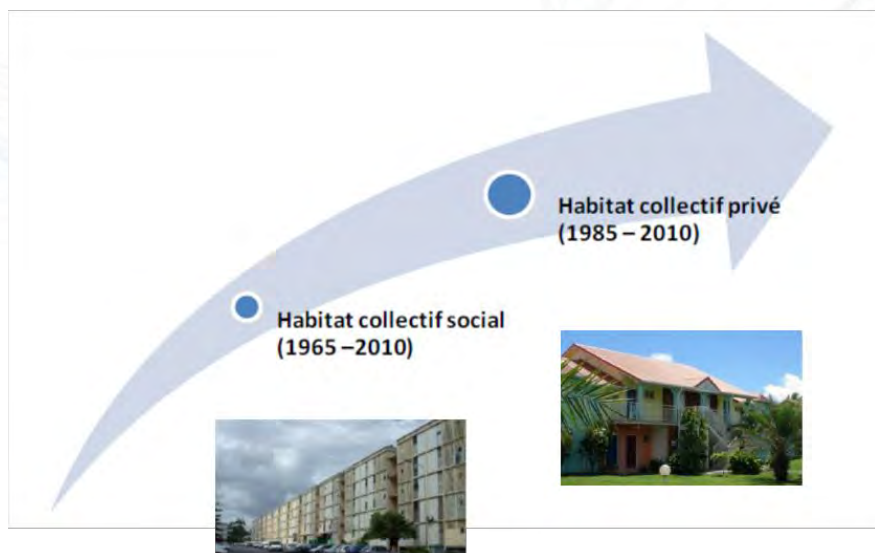 Habitat collectif privé
(1985 – 2010)
Habitat collectif social
(1965 –2010)